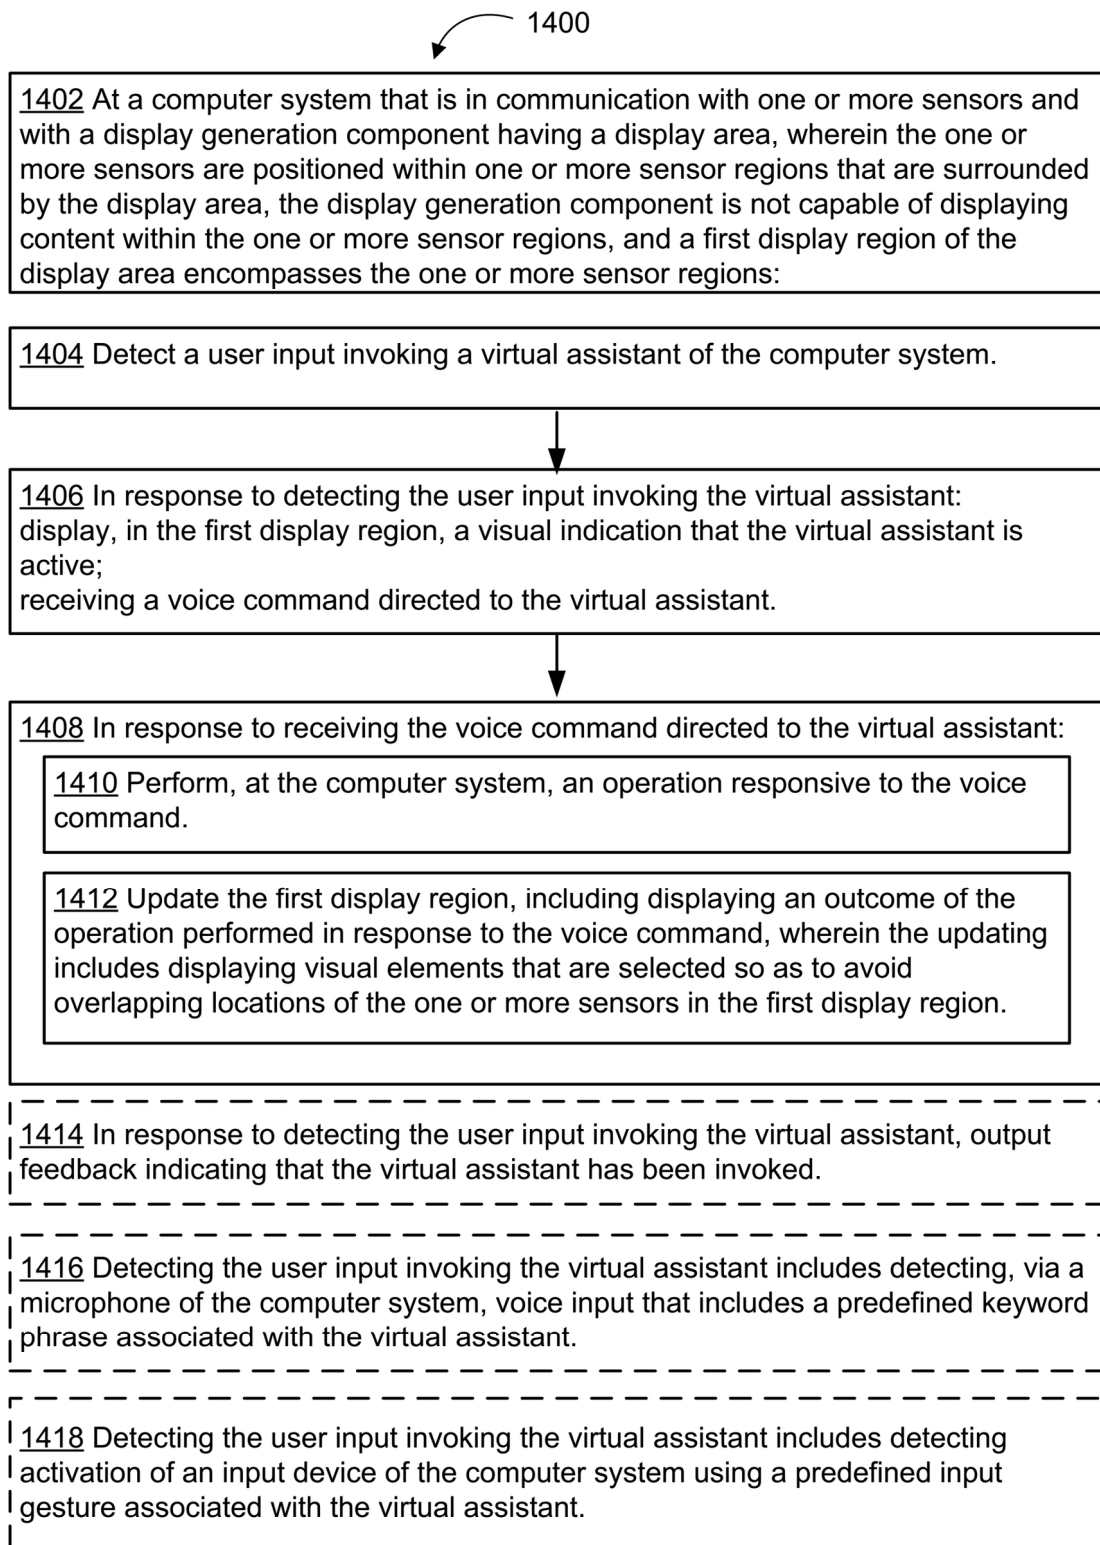 1400
1402 At a computer system that is in communication with one or more sensors and
with a display generation component having a display area, wherein the one or
more sensors are positioned within one or more sensor regions that are surrounded
by the display area, the display generation component is not capable of displaying
content within the one or more sensor regions, and a first display region of the
display area encompasses the one or more sensor regions:
1404 Detect a user input invoking a virtual assistant of the computer system.
1406 In response to detecting the user input invoking the virtual assistant:
display, in the first display region, a visual indication that the virtual assistant is
active;
receiving a voice command directed to the virtual assistant.
1408 In response to receiving the voice command directed to the virtual assistant:
1410 Perform, at the computer system, an operation responsive to the voice
command.
1412 Update the first display region, including displaying an outcome of the
operation performed in response to the voice command, wherein the updating
includes displaying visual elements that are selected so as to avoid
overlapping locations of the one or more sensors in the first display region.
1414 In response to detecting the user input invoking the virtual assistant, output
feedback indicating that the virtual assistant has been invoked.
1416 Detecting the user input invoking the virtual assistant includes detecting, via a
microphone of the computer system, voice input that includes a predefined keyword
phrase associated with the virtual assistant.
1418 Detecting the user input invoking the virtual assistant includes detecting
activation of an input device of the computer system using a predefined input
gesture associated with the virtual assistant.